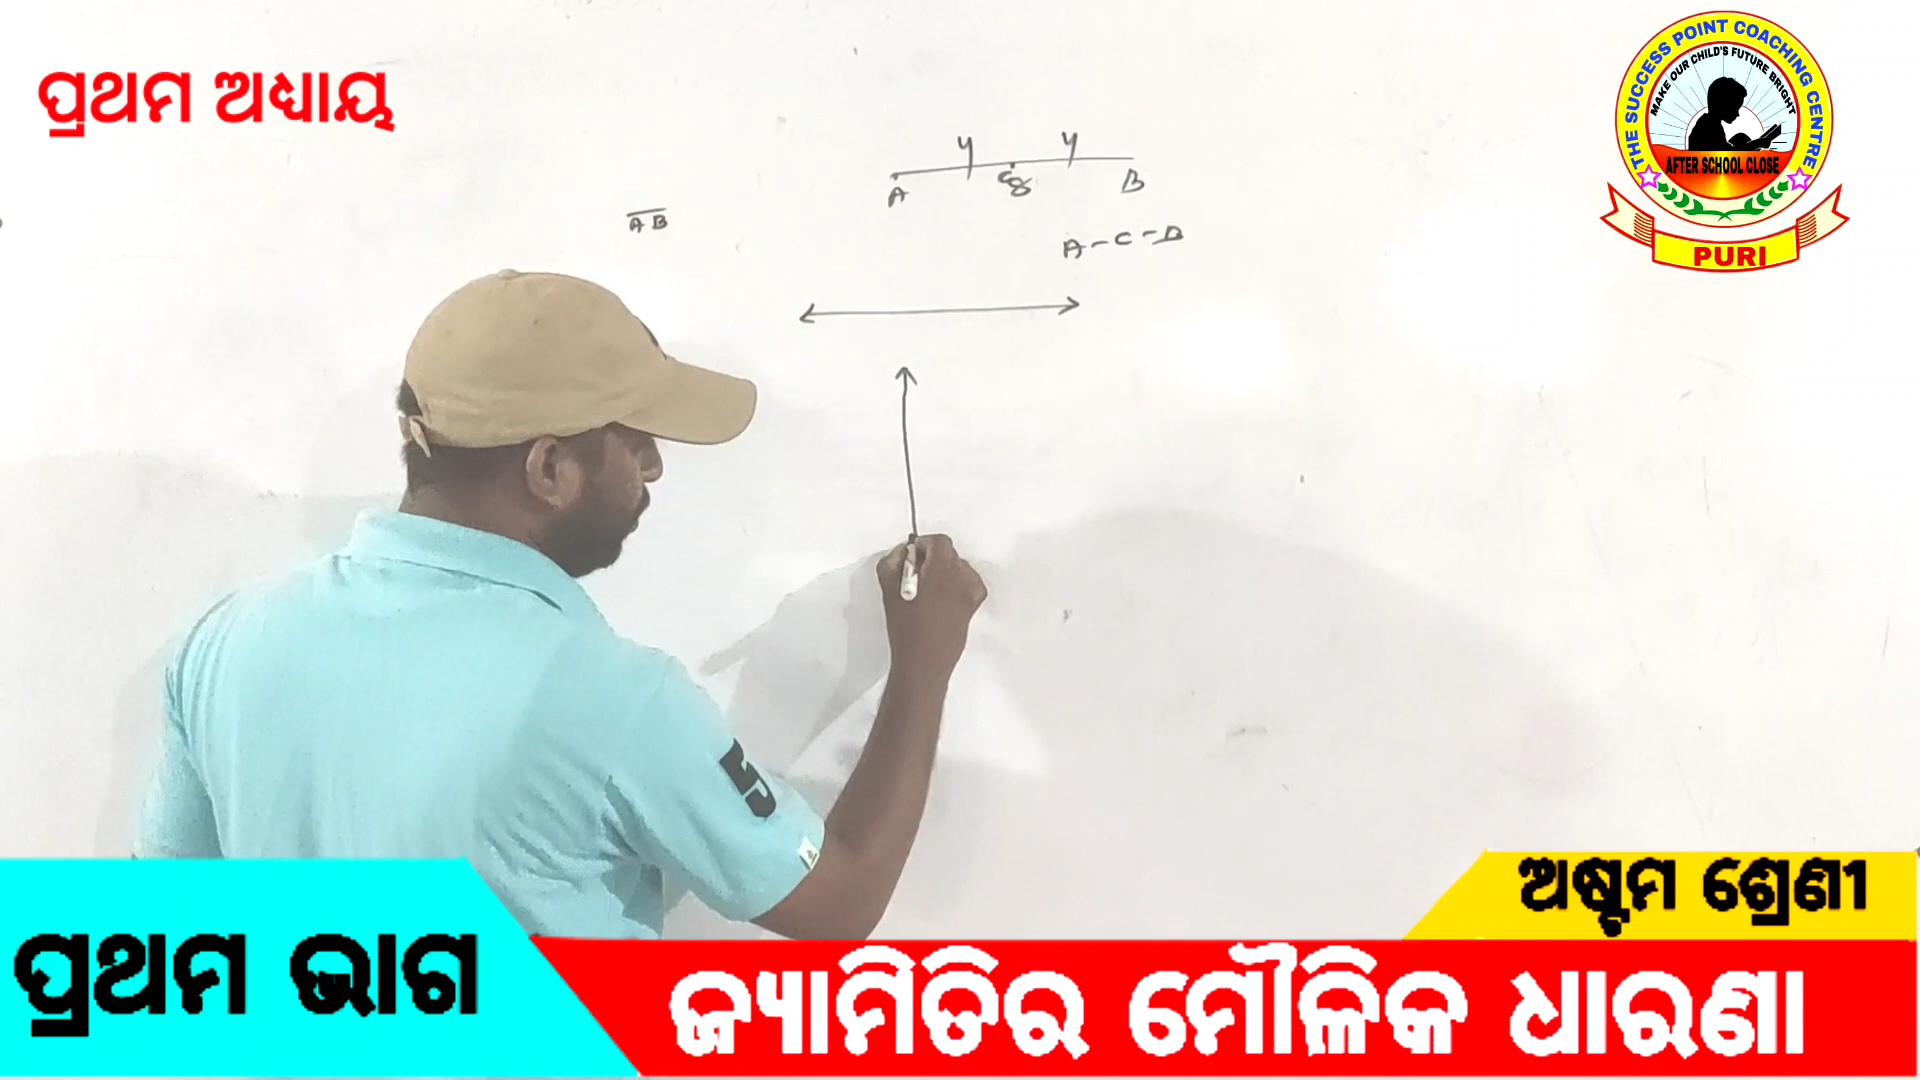 ପ୍ରଥମ ଅଧ୍ୟାୟ
THE SUCCESS POINT COACHING CENTRE
MAKE OUR CHILD'S FUTURE BRIGHT
AFTER SCHOOL CLOSE
PURI
y y
A C B
8
AB
A-C-B
ଅଷ୍ଟମ ଶ୍ରେଣୀ
ପ୍ରଥମ ଭାଗ
ଜ୍ୟାମିତିର ମୌଳିକ ଧାରଣା